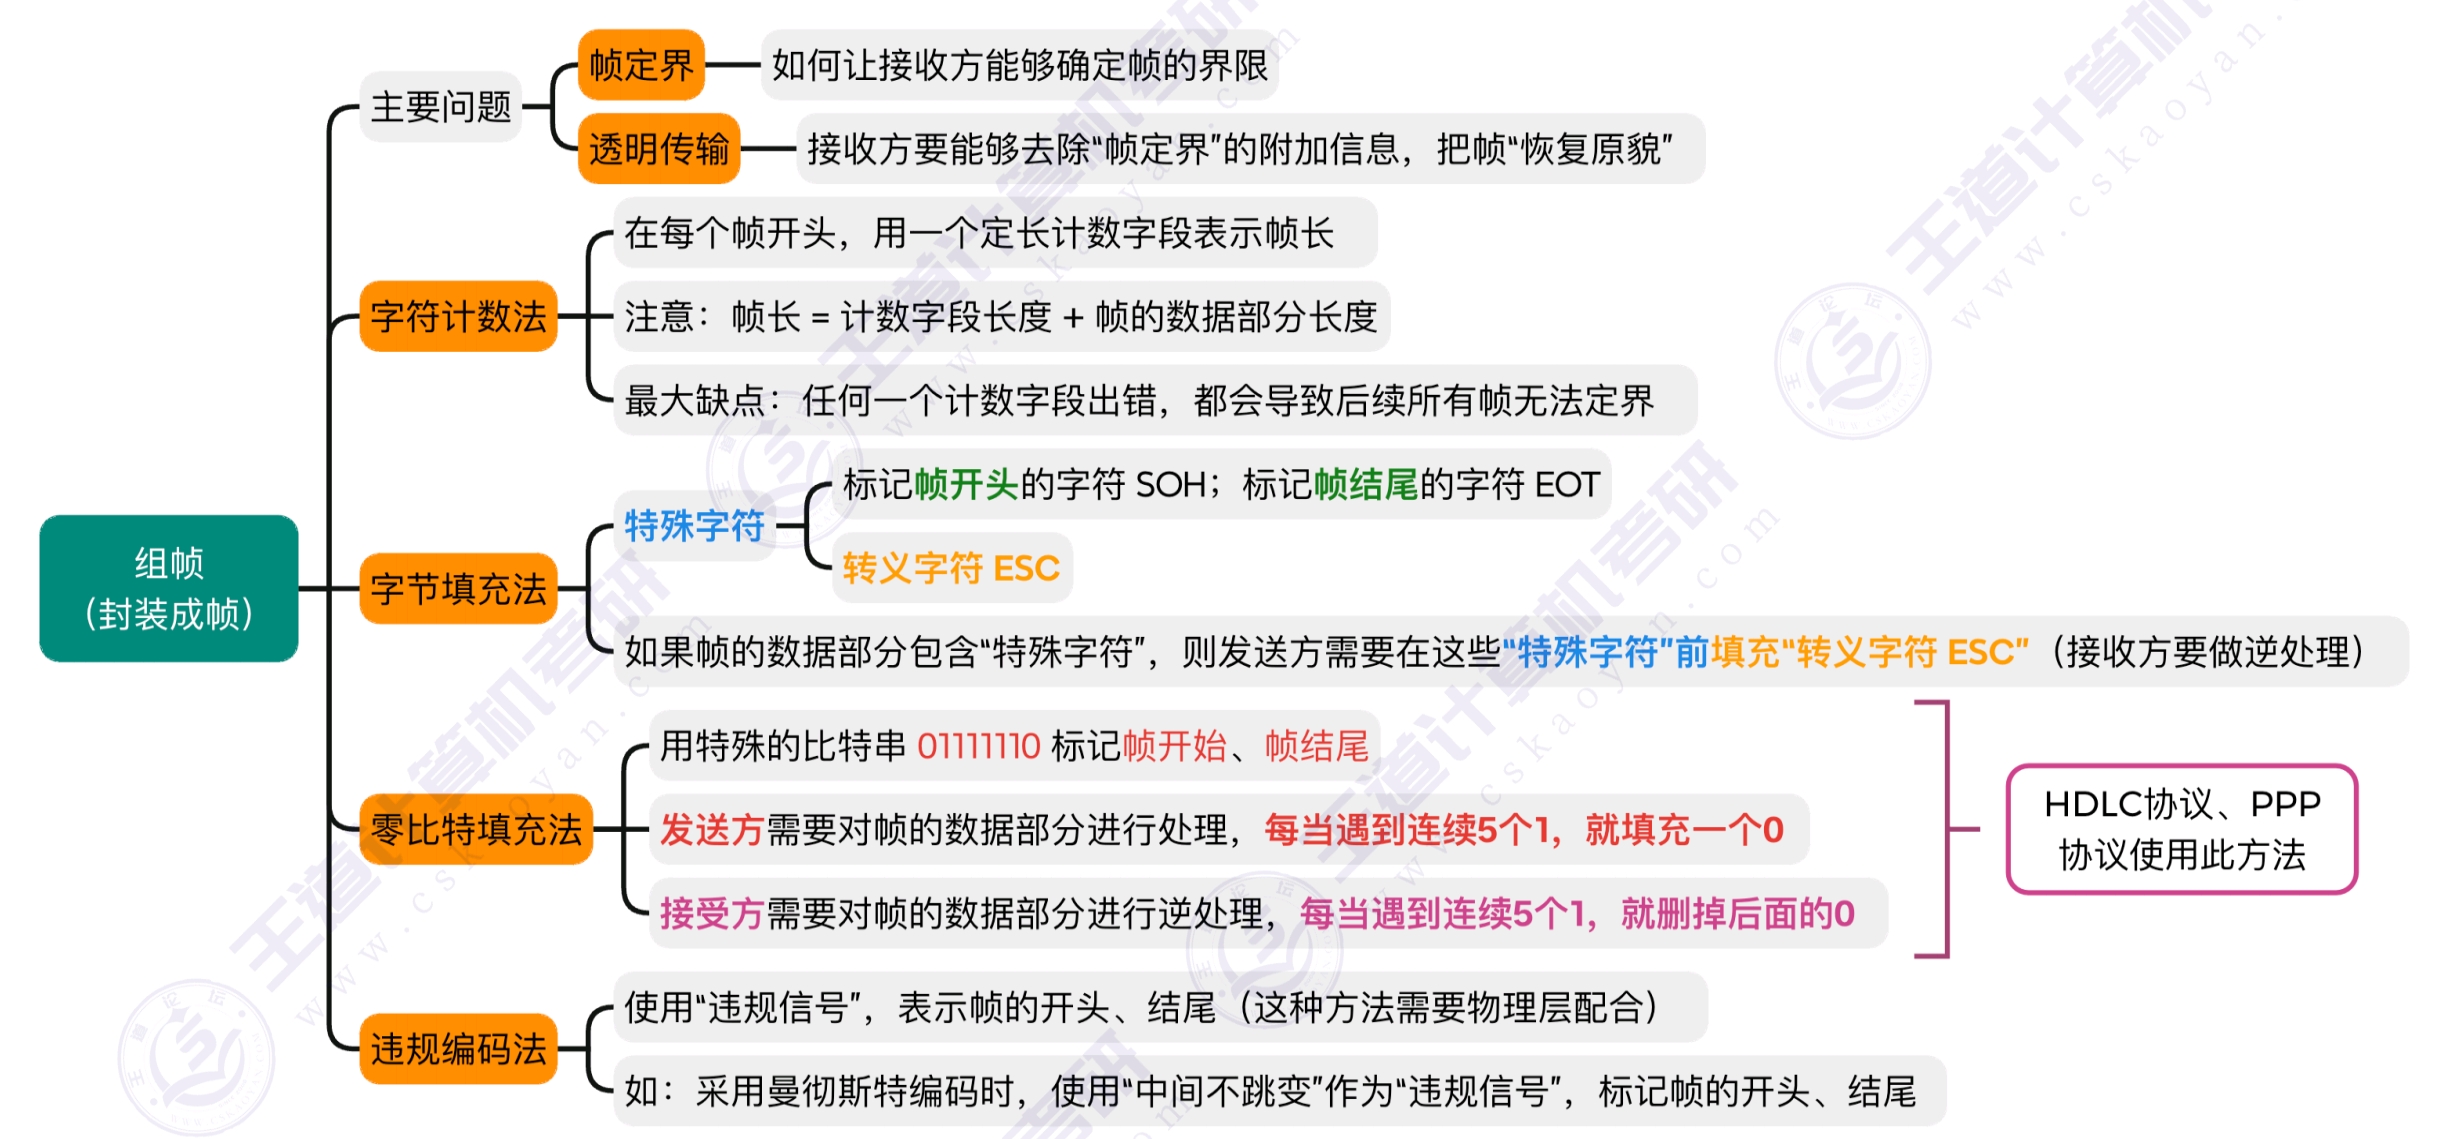 主要问题
帧定界
如何让接收方能够确定帧的界限
透明传输
接收方要能够去除“帧定界”的附加信息，把帧“恢复原貌”
字符计数法
在每个帧开头，用一个定长计数字段表示帧长
注意：帧长 = 计数字段长度 + 帧的数据部分长度
最大缺点：任何一个计数字段出错，都会导致后续所有帧无法定界
组帧
（封装成帧）
字节填充法
特殊字符
标记帧开头的字符 SOH；标记帧结尾的字符 EOT
转义字符 ESC
如果帧的数据部分包含“特殊字符”，则发送方需要在这些“特殊字符”前填充“转义字符 ESC”（接收方要做逆处理）
零比特填充法
用特殊的比特串 01111110 标记帧开始、帧结尾
发送方需要对帧的数据部分进行处理，每当遇到连续5个1，就填充一个0
接受方需要对帧的数据部分进行逆处理，每当遇到连续5个1，就删掉后面的0
HDLC协议、PPP
协议使用此方法
违规编码法
使用“违规信号”，表示帧的开头、结尾（这种方法需要物理层配合）
如：采用曼彻斯特编码时，使用“中间不跳变”作为“违规信号”，标记帧的开头、结尾
王道计算机考研
www.cskaoyan.com